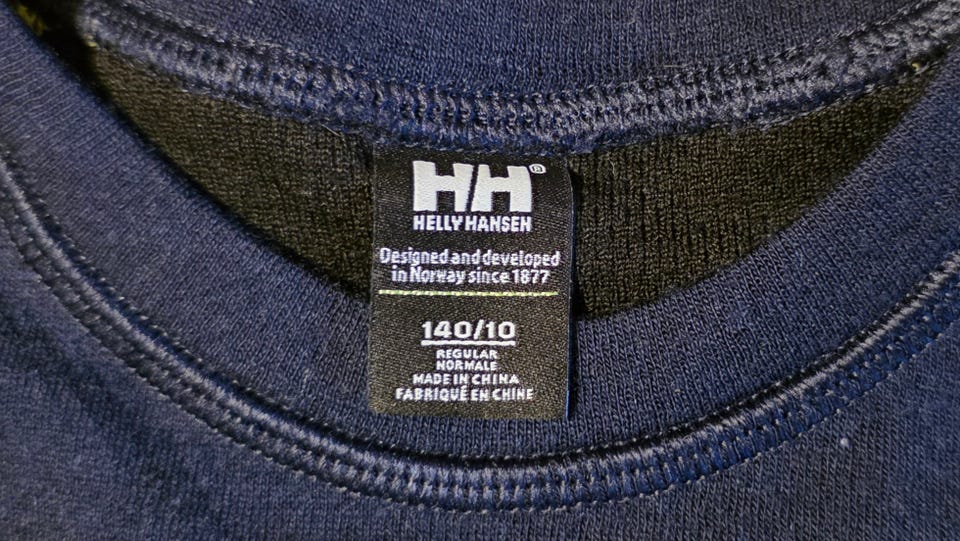 HH®
HELLY HANSEN
Designed and developed
in Norway since 1877
140/10
REGULAR
NORMALE
MADE IN CHINA
FABRIQUÉ EN CHINE